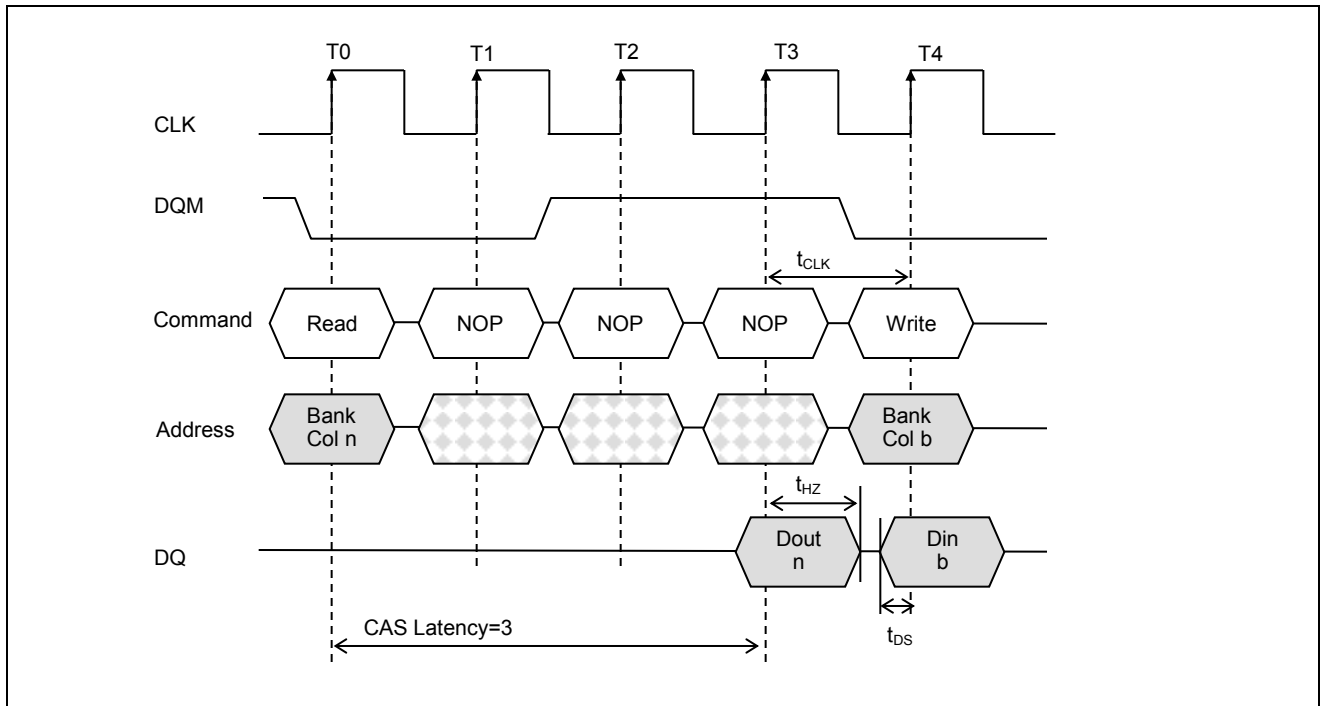 T0 T1 T2 T3 T4
CLK
DQM
tCLK
Command Read NOP NOP NOP Write
Address Bank Col n Bank Col b
tHZ
DQ Dout n Din b
CAS Latency=3
tDS